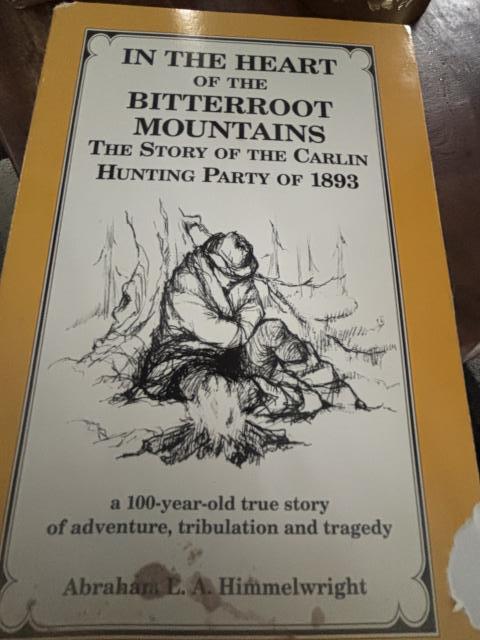 IN THE HEART
OF THE
BITTERROOT
MOUNTAINS
THE STORY OF THE CARLIN
HUNTING PARTY OF 1893
a 100-year-old true story
of adventure, tribulation and tragedy
Abraham L. A. Himmelwright